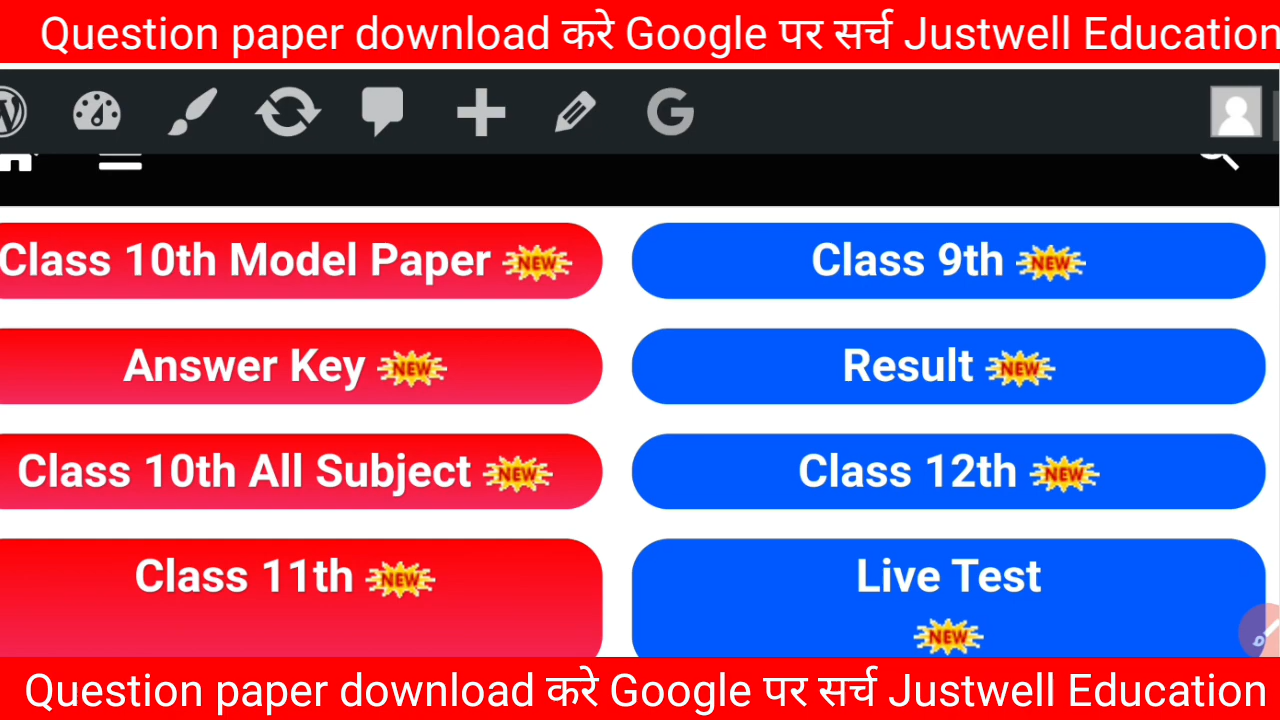 Question paper download करे Google पर सर्च Justwell Education
Class 10th Model Paper NEW
Class 9th NEW
Answer Key NEW
Result NEW
Class 10th All Subject NEW
Class 12th NEW
Class 11th NEW
Live Test
NEW
Question paper download करे Google पर सर्च Justwell Education